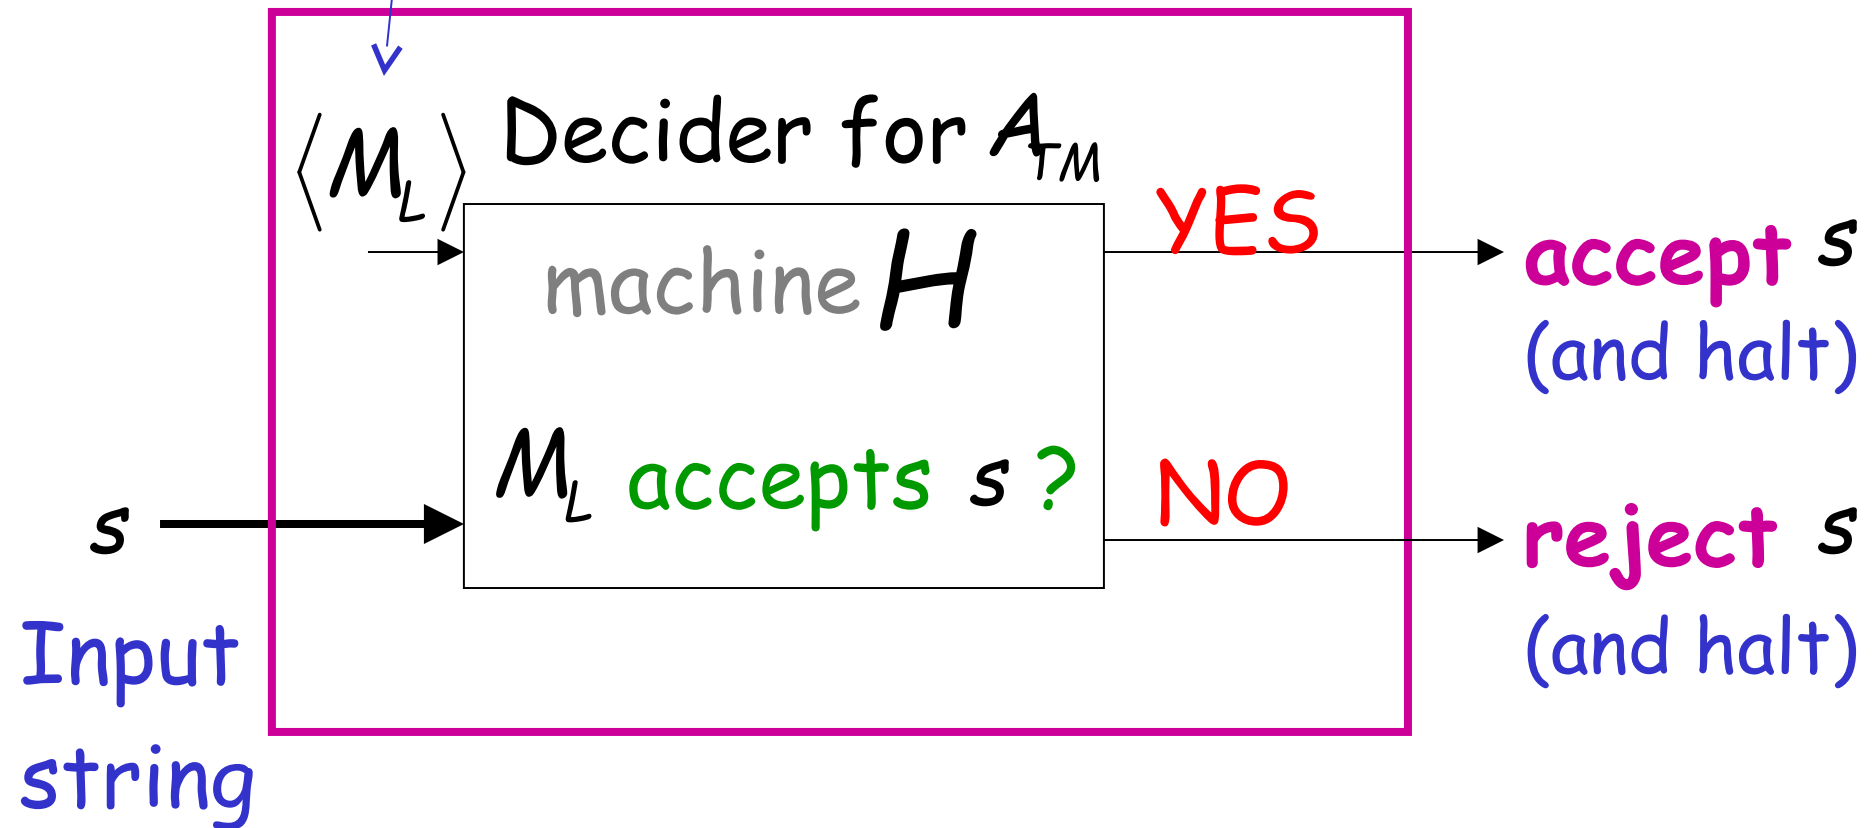 ⟨M_L⟩ Decider for A_TM
YES
accept s
machine H
(and halt)
M_L accepts s ?
NO
s
reject s
Input
(and halt)
string